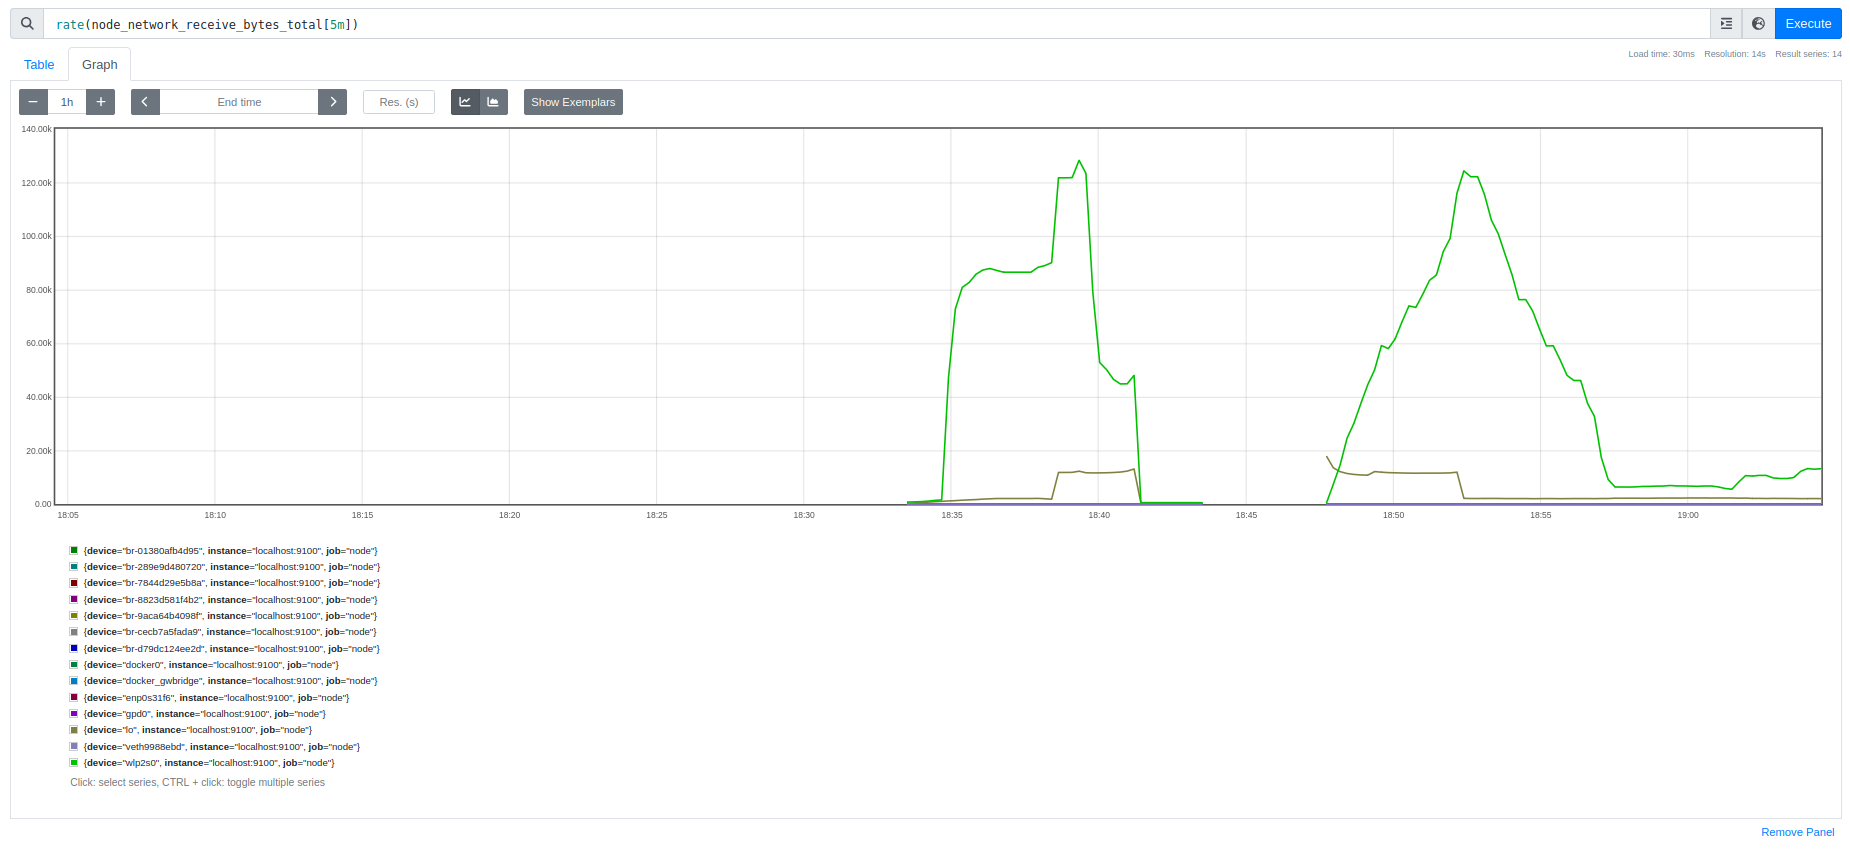 rate(node_network_receive_bytes_total[5m])
Execute
Table
Graph
Load time: 30ms Resolution: 14s Result series: 14
1h
End time
Res. (s)
Show Exemplars
140.00k
120.00k
100.00k
80.00k
60.00k
40.00k
20.00k
0.00
18:05 18:10 18:15 18:20 18:25 18:30 18:35 18:40 18:45 18:50 18:55 19:00
{device="br-01380afb4d95", instance="localhost:9100", job="node"}
{device="br-289e9d480720", instance="localhost:9100", job="node"}
{device="br-7844d29e5b8a", instance="localhost:9100", job="node"}
{device="br-8823d581f4b2", instance="localhost:9100", job="node"}
{device="br-9aca64b4098f", instance="localhost:9100", job="node"}
{device="br-cecb7a5fada9", instance="localhost:9100", job="node"}
{device="br-d79dc124ee2d", instance="localhost:9100", job="node"}
{device="docker0", instance="localhost:9100", job="node"}
{device="docker_gwbridge", instance="localhost:9100", job="node"}
{device="enp0s31f6", instance="localhost:9100", job="node"}
{device="gpd0", instance="localhost:9100", job="node"}
{device="lo", instance="localhost:9100", job="node"}
{device="veth9988ebd", instance="localhost:9100", job="node"}
{device="wlp2s0", instance="localhost:9100", job="node"}
Click: select series, CTRL + click: toggle multiple series
Remove Panel